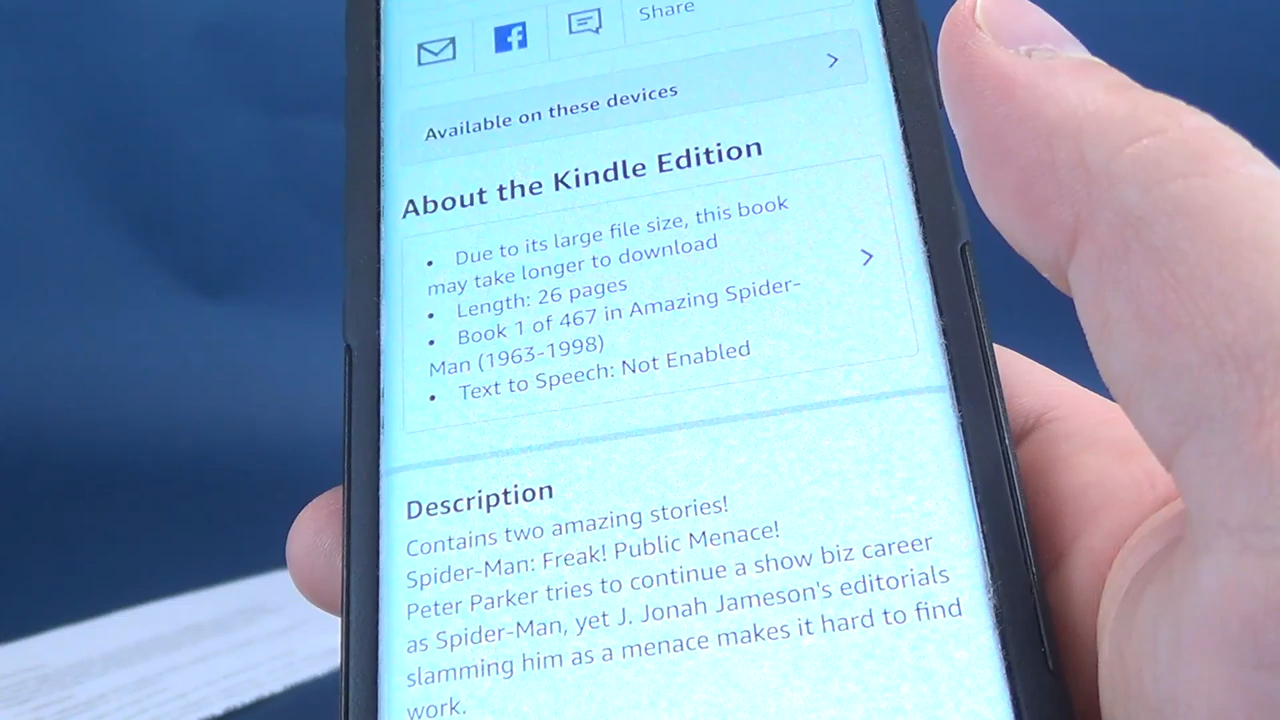 Share
Available on these devices
About the Kindle Edition
• Due to its large file size, this book
may take longer to download
• Length: 26 pages
• Book 1 of 467 in Amazing Spider-
Man (1963-1998)
• Text to Speech: Not Enabled
Description
Contains two amazing stories!
Spider-Man: Freak! Public Menace!
Peter Parker tries to continue a show biz career
as Spider-Man, yet J. Jonah Jameson's editorials
slamming him as a menace makes it hard to find
work.